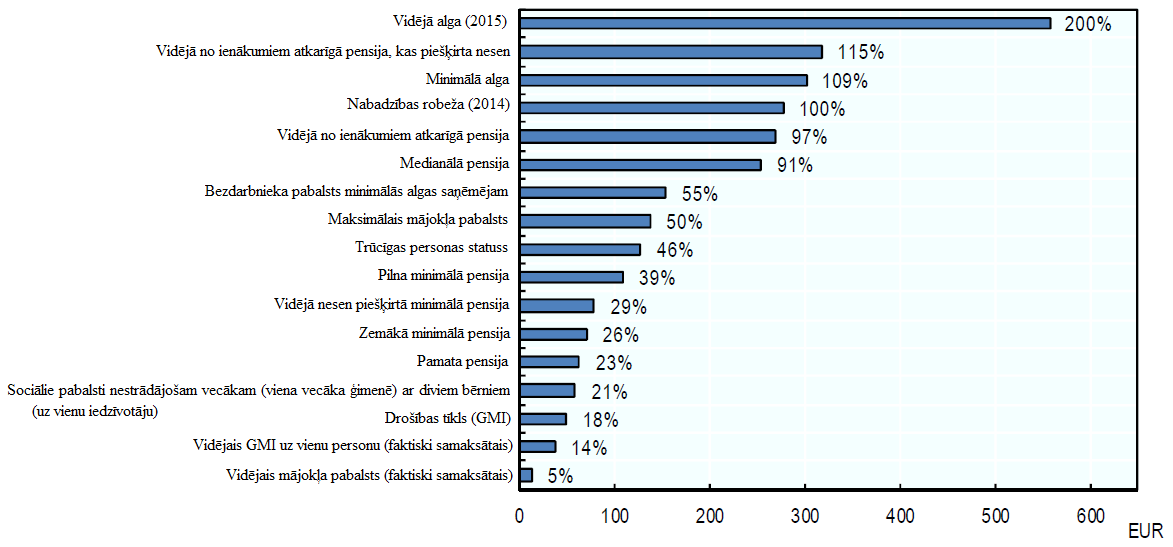 Vidējā alga (2015)
200%
Vidējā no ienākumiem atkarīgā pensija, kas piešķirta nesen
115%
Minimālā alga
109%
Nabadzības robeža (2014)
100%
Vidējā no ienākumiem atkarīgā pensija
97%
Medianālā pensija
91%
Bezdarbnieka pabalsts minimālās algas saņēmējam
55%
Maksimālais mājokļa pabalsts
50%
Trūcīgas personas statuss
46%
Pilna minimālā pensija
39%
Vidējā nesen piešķirtā minimālā pensija
29%
Zemākā minimālā pensija
26%
Pamata pensija
23%
Sociālie pabalsti nestrādājošam vecākam (viena vecāka ģimenē) ar diviem bērniem
(uz vienu iedzīvotāju)
21%
Drošības tīkls (GMI)
18%
Vidējais GMI uz vienu personu (faktiski samaksātais)
14%
Vidējais mājokļa pabalsts (faktiski samaksātais)
5%
0 100 200 300 400 500 600
EUR